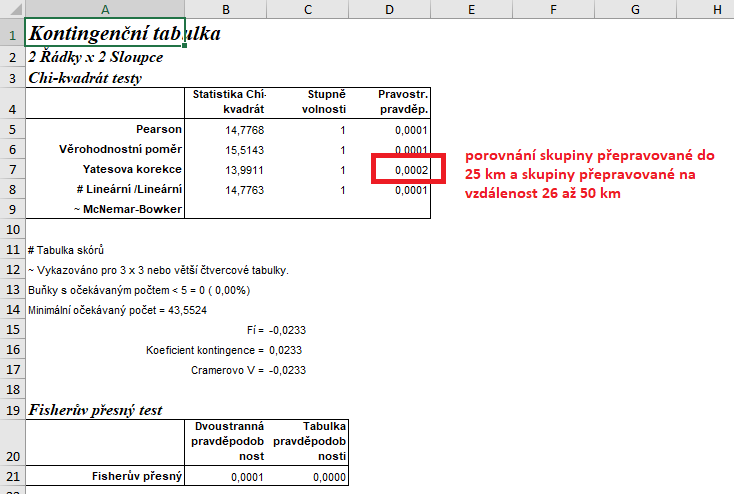 A B C D E F G H
1 Kontingenční tabulka
2 2 Řádky x 2 Sloupce
3 Chi-kvadrát testy
Statistika Chí- Stupně Pravostr.
4 kvadrát volnosti pravděp.
5 Pearson 14,7768 1 0,0001
6 Věrohodnostní poměr 15,5143 1 0,0001
7 Yatesova korekce 13,9911 1 0,0002
8 # Lineární /Lineární 14,7763 1 0,0001
9 ~ McNemar-Bowker
porovnání skupiny přepravované do
25 km a skupiny přepravované na
vzdálenost 26 až 50 km
10
11 # Tabulka skórů
12 ~ Vykazováno pro 3 x 3 nebo větší čtvercové tabulky.
13 Buňky s očekávaným počtem < 5 = 0 ( 0,00%)
14 Minimální očekávaný počet = 43,5524
15 Fí = -0,0233
16 Koeficient kontingence = 0,0233
17 Cramerovo V = -0,0233
18
19 Fisherův přesný test
Dvoustranná Tabulka
pravděpodob pravděpodob
20 nost nosti
21 Fisherův přesný 0,0001 0,0000